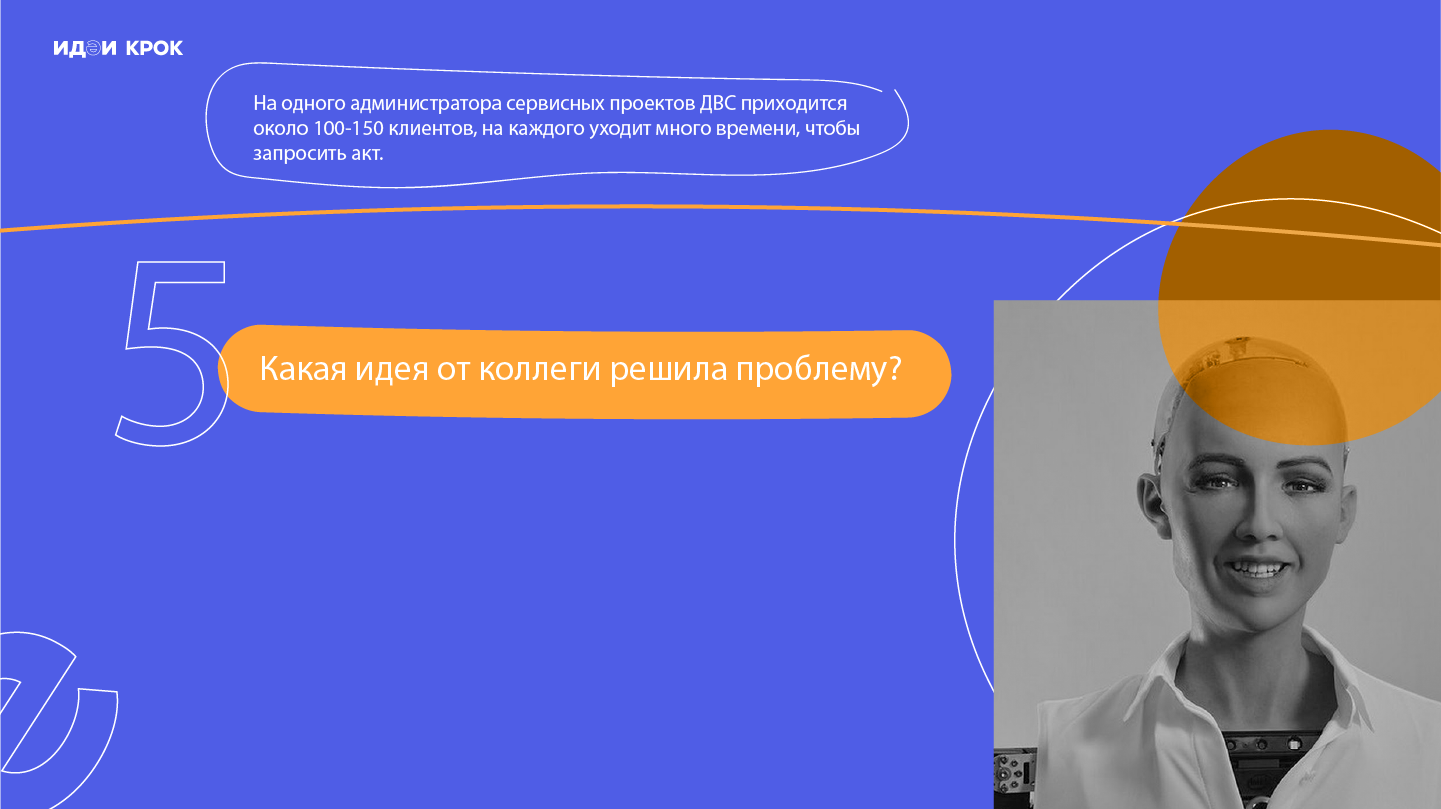 ИДЕИ КРОК
На одного администратора сервисных проектов ДВС приходится
около 100-150 клиентов, на каждого уходит много времени, чтобы
запросить акт.
5
Какая идея от коллеги решила проблему?
е